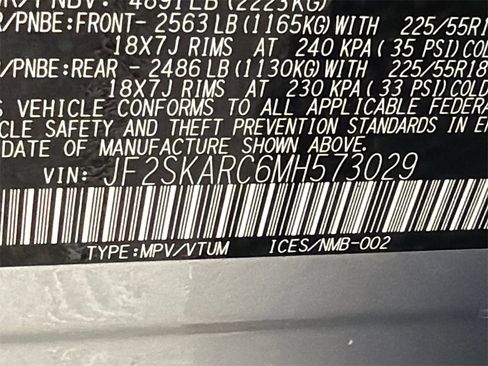 R/PNBV: 4891LB (2223KG)
R/PNBE:FRONT- 2563 LB (1165KG)WITH 225/55R18
18X7J RIMS AT 240 KPA (35 PSI)COLD
R/PNBE:REAR - 2486 LB (1130KG)WITH 225/55R18
18X7J RIMS AT 230 KPA (33 PSI)COLD
S VEHICLE CONFORMS TO ALL APPLICABLE FEDERA
CLE SAFETY AND THEFT PREVENTION STANDARDS IN E
DATE OF MANUFACTURE SHOWN ABOVE.
VIN: JF2SKARC6MH573029
TYPE:MPV/VTUM ICES/NMB-002